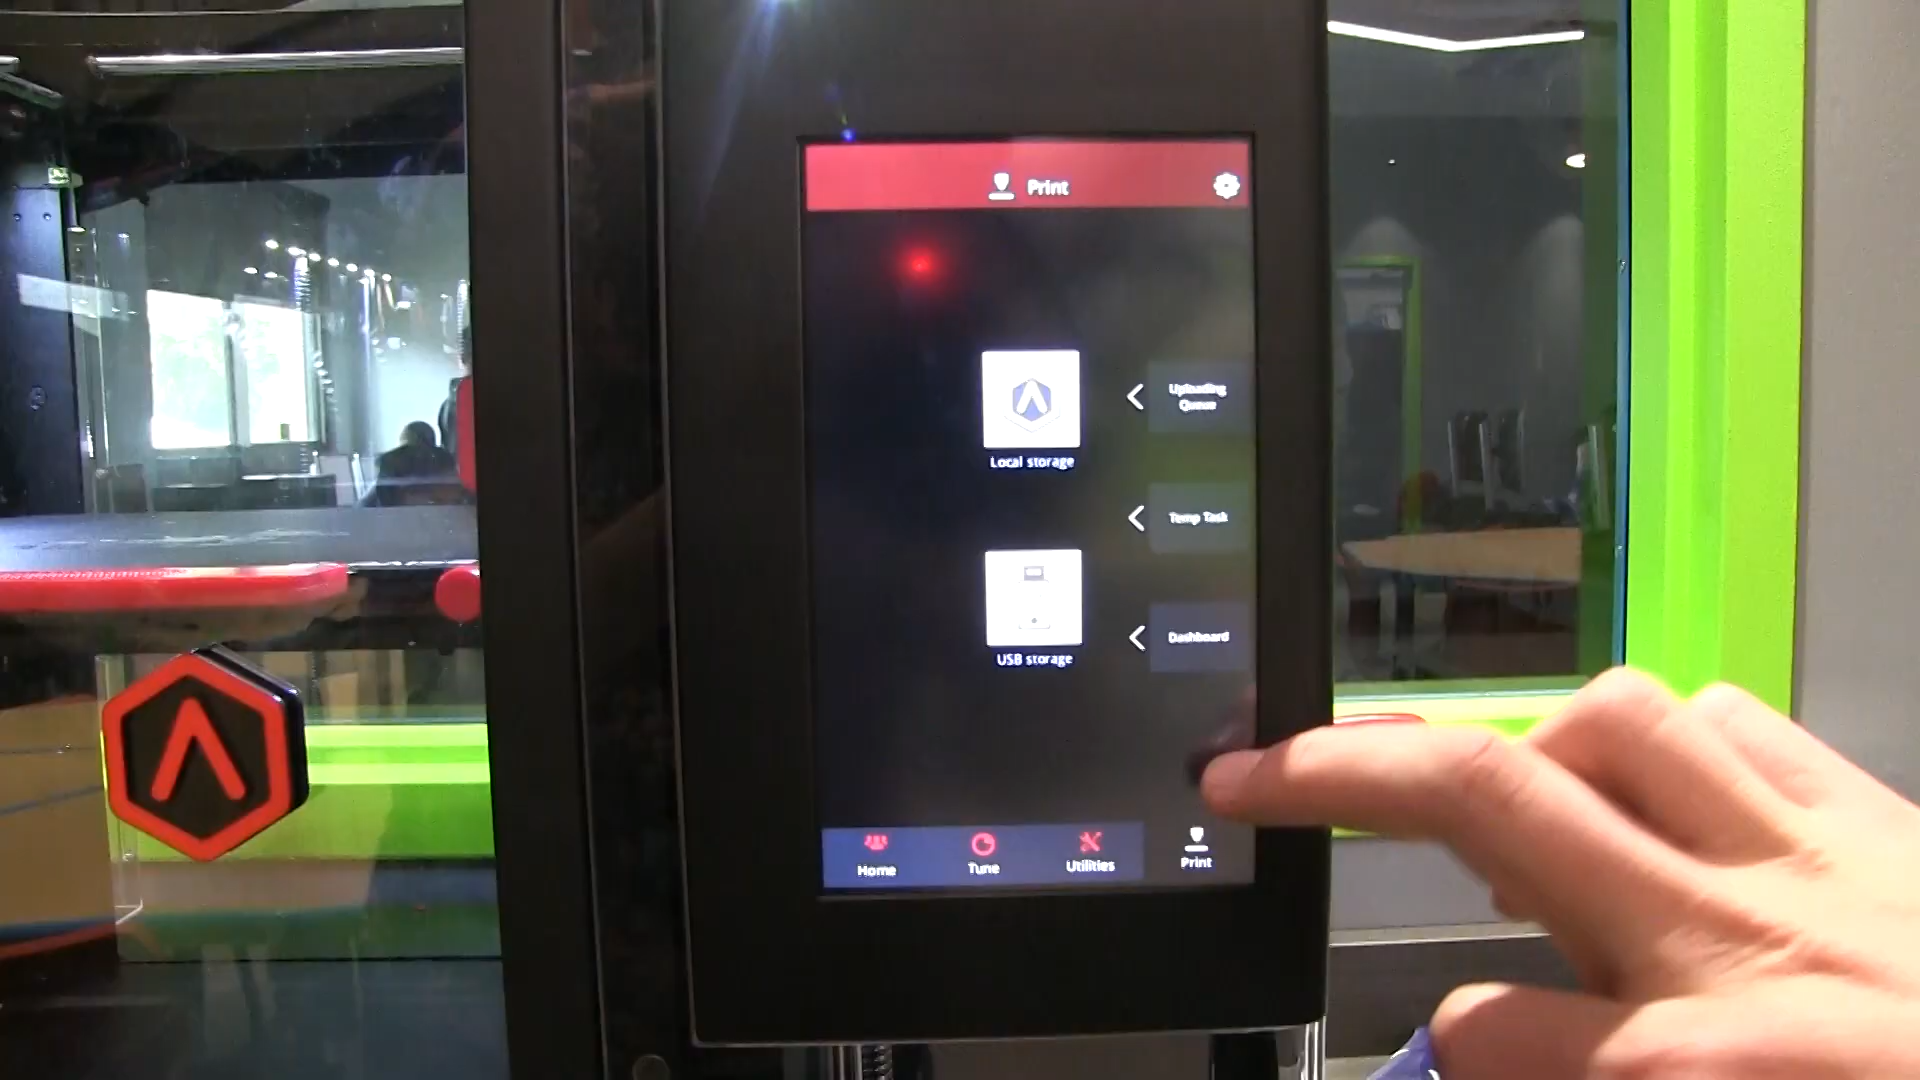 Print
Uploading
Queue
Local storage
Temp Task
Dashboard
USB storage
Home
Tune
Utilities
Print